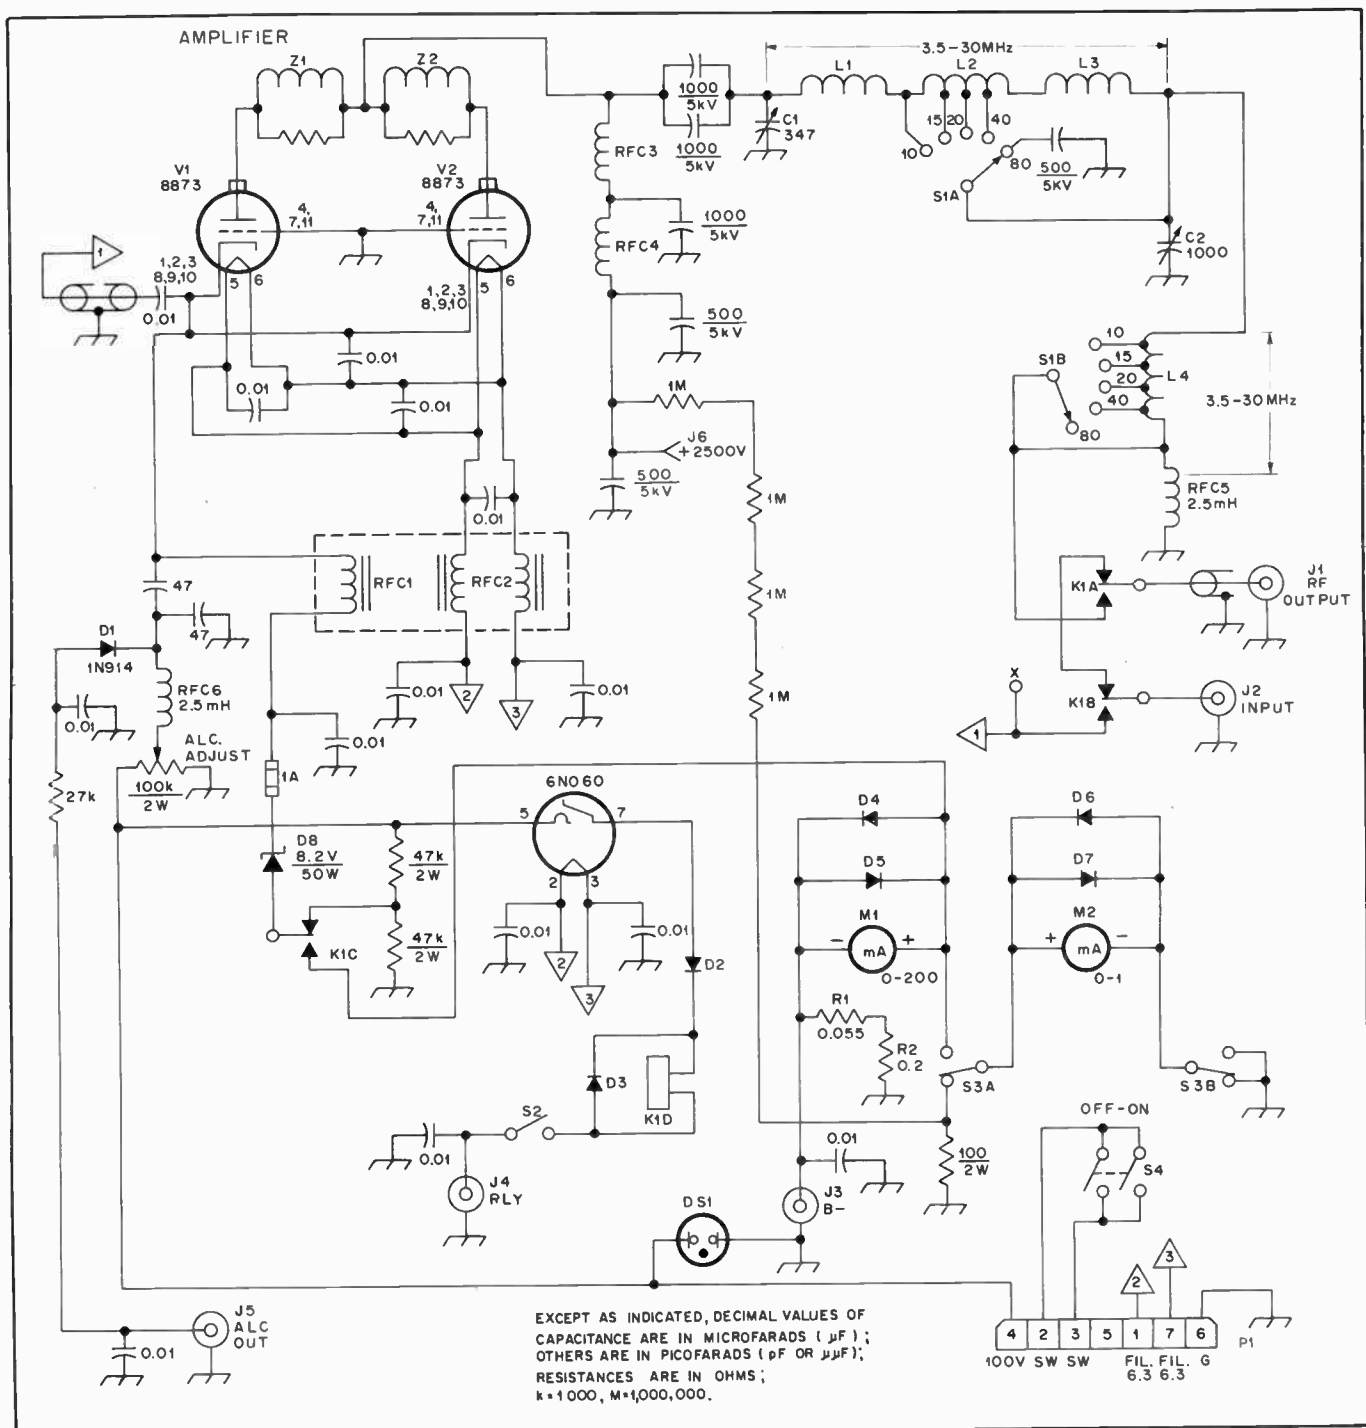 AMPLIFIER
Z1
Z2
3.5-30MHz
L1
L2
L3
1000
5kV
1000
5kV
C1
347
15
20
40
10
80
500
5KV
S1A
C2
1000
RFC3
RFC4
1000
5kV
500
5kV
V1
8873
V2
8873
4,
7,11
4,
7,11
1
1,2,3
8,9,10
5
6
0.01
1,2,3
8,9,10
5
6
0.01
0.01
0.01
1M
J6
+2500V
500
5kV
1M
1M
1M
10
15
20
40
80
S1B
L4
3.5-30MHz
RFC5
2.5mH
0.01
RFC1
RFC2
K1A
J1
RF
OUTPUT
47
47
D1
1N914
RFC6
2.5mH
0.01
0.01
2
3
0.01
X
K1B
J2
INPUT
1
ALC.
ADJUST
100k
2W
27k
0.01
1A
6NO60
5
7
2
3
D8
8.2V
50W
47k
2W
47k
2W
K1C
0.01
0.01
2
3
D2
D4
D5
M1
- mA +
0-200
D6
D7
M2
+ mA -
0-1
R1
0.055
R2
0.2
S3A
S3B
D3
K1D
S2
0.01
J4
RLY
OFF-ON
S4
0.01
J3
B-
100
2W
DS1
2
3
J5
ALC
OUT
0.01
EXCEPT AS INDICATED, DECIMAL VALUES OF
CAPACITANCE ARE IN MICROFARADS ( µF ) ;
OTHERS ARE IN PICOFARADS ( pF OR µµF);
RESISTANCES ARE IN OHMS ;
k=1000, M=1,000,000.
4 2 3 5 1 7 6
P1
100V SW SW FIL. FIL. G
6.3 6.3